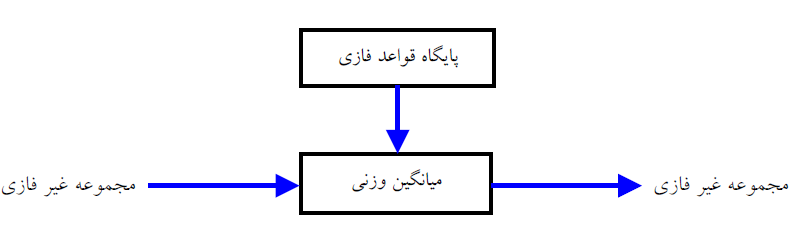 پایگاه قواعد فازی
مجموعه غیر فازی
میانگین وزنی
مجموعه غیر فازی